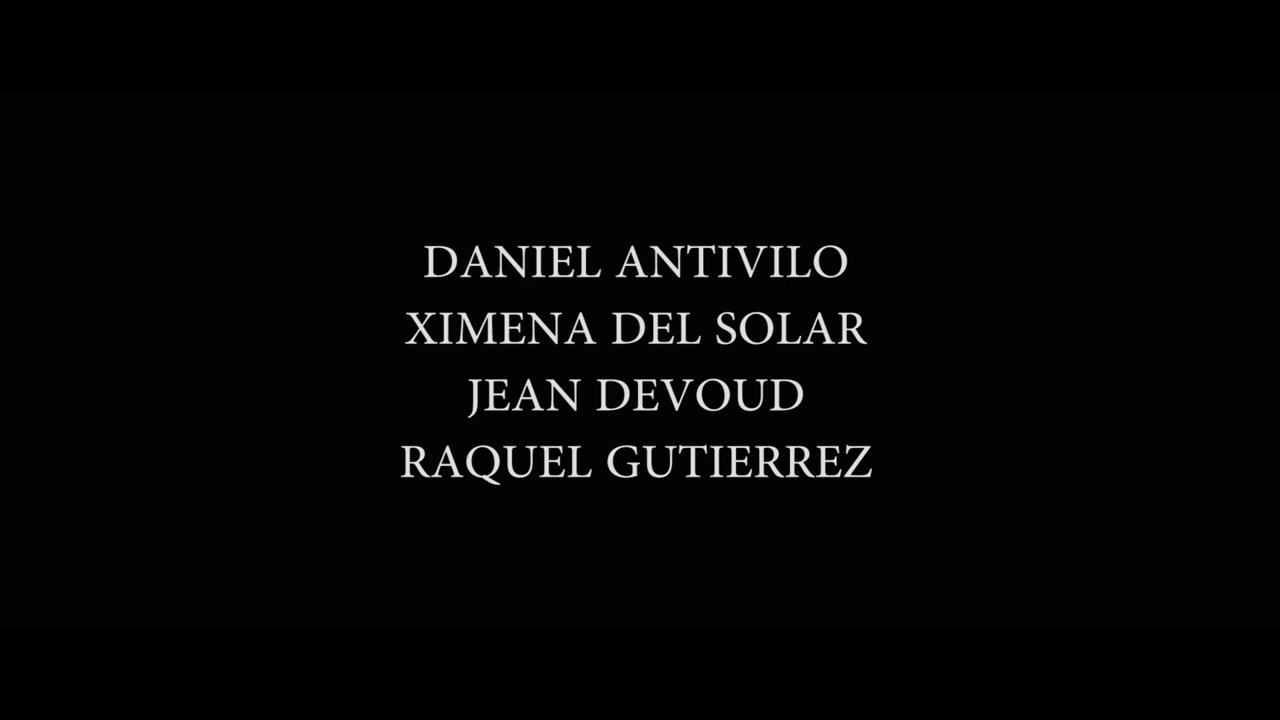 DANIEL ANTIVILO
XIMENA DEL SOLAR
JEAN DEVOUD
RAQUEL GUTIERREZ